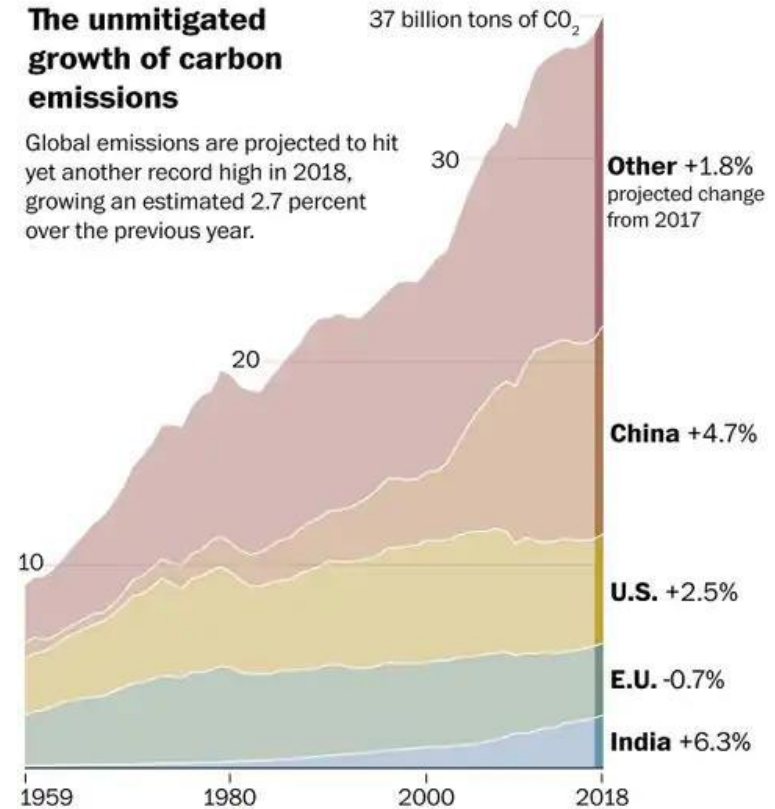 The unmitigated
growth of carbon
emissions
Global emissions are projected to hit
yet another record high in 2018,
growing an estimated 2.7 percent
over the previous year.
37 billion tons of CO₂
30
20
10
Other +1.8%
projected change
from 2017
China +4.7%
U.S. +2.5%
E.U. -0.7%
India +6.3%
1959 1980 2000 2018